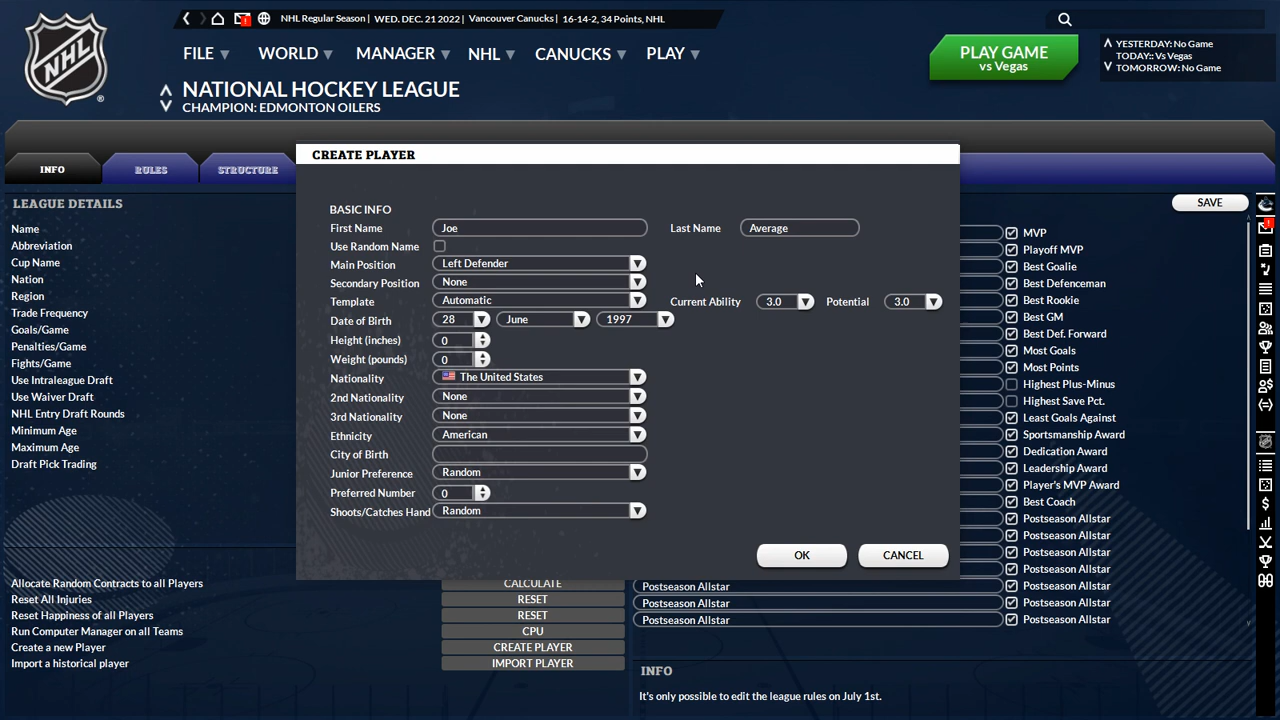 NHL Regular Season | WED. DEC. 21 2022 | Vancouver Canucks | 16-14-2, 34 Points, NHL
NHL
FILE WORLD MANAGER NHL CANUCKS PLAY
PLAY GAME
vs Vegas
YESTERDAY: No Game
TODAY:: Vs Vegas
TOMORROW: No Game
NATIONAL HOCKEY LEAGUE
CHAMPION: EDMONTON OILERS
INFO RULES STRUCTURE
LEAGUE DETAILS
SAVE
Name
Abbreviation
Cup Name
Nation
Region
Trade Frequency
Goals/Game
Penalties/Game
Fights/Game
Use Intraleague Draft
Use Waiver Draft
NHL Entry Draft Rounds
Minimum Age
Maximum Age
Draft Pick Trading
CREATE PLAYER
BASIC INFO
First Name Joe Last Name Average
Use Random Name
Main Position Left Defender
Secondary Position None
Template Automatic Current Ability 3.0 Potential 3.0
Date of Birth 28 June 1997
Height (inches) 0
Weight (pounds) 0
Nationality The United States
2nd Nationality None
3rd Nationality None
Ethnicity American
City of Birth
Junior Preference Random
Preferred Number 0
Shoots/Catches Hand Random
OK CANCEL
MVP
Playoff MVP
Best Goalie
Best Defenceman
Best Rookie
Best GM
Best Def. Forward
Most Goals
Most Points
Highest Plus-Minus
Highest Save Pct.
Least Goals Against
Sportsmanship Award
Dedication Award
Leadership Award
Player's MVP Award
Best Coach
Postseason Allstar
Postseason Allstar
Postseason Allstar
Postseason Allstar
Postseason Allstar Postseason Allstar
Postseason Allstar Postseason Allstar
Postseason Allstar Postseason Allstar
Allocate Random Contracts to all Players CALCULATE
Reset All Injuries RESET
Reset Happiness of all Players RESET
Run Computer Manager on all Teams CPU
Create a new Player CREATE PLAYER
Import a historical player IMPORT PLAYER
INFO
It's only possible to edit the league rules on July 1st.